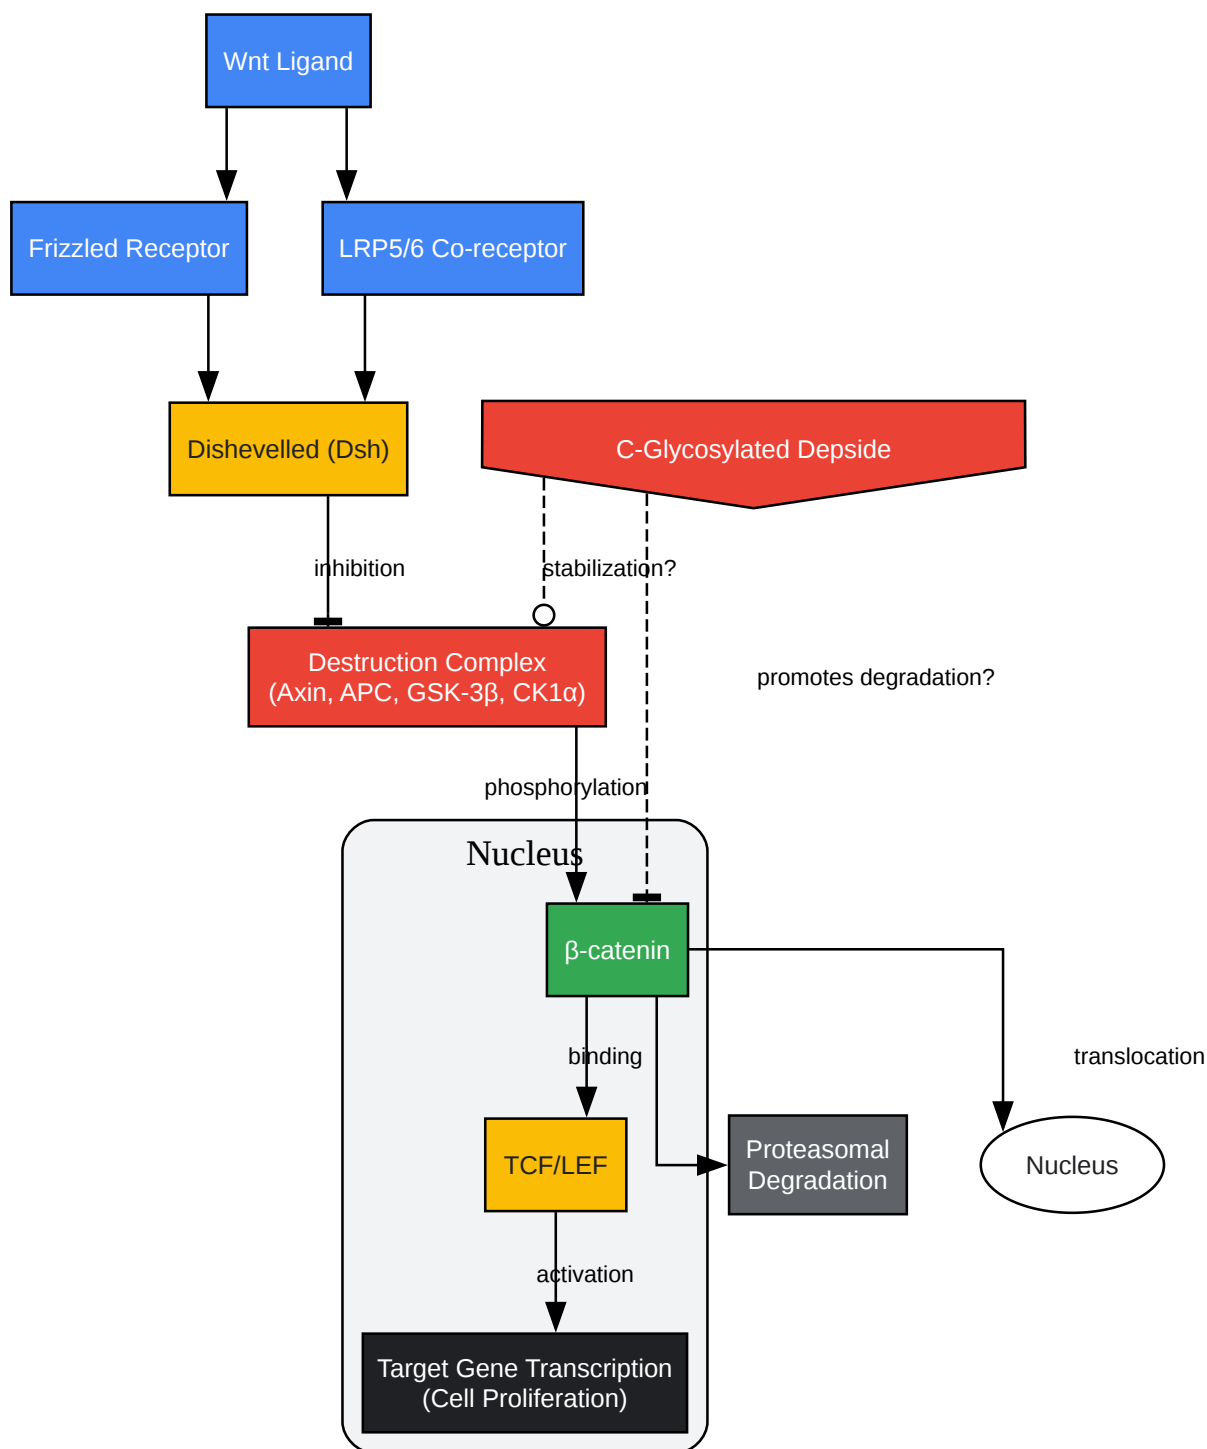 Wnt Ligand
Frizzled Receptor
LRP5/6 Co-receptor
Dishevelled (Dsh)
C-Glycosylated Depside
inhibition
stabilization?
Destruction Complex
(Axin, APC, GSK-3β, CK1α)
promotes degradation?
phosphorylation
Nucleus
β-catenin
binding
translocation
TCF/LEF
Proteasomal
Degradation
Nucleus
activation
Target Gene Transcription
(Cell Proliferation)